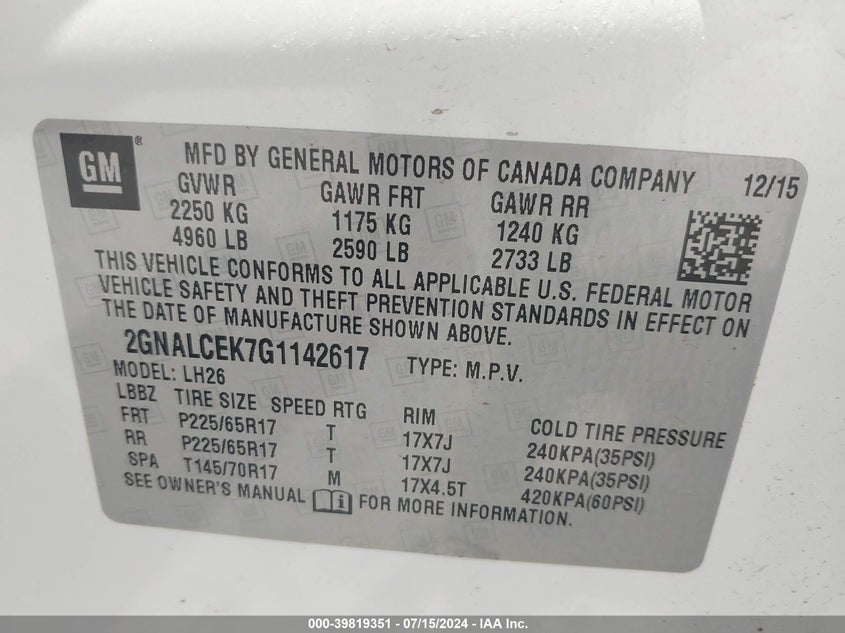 GM ®
MFD BY GENERAL MOTORS OF CANADA COMPANY 12/15
GVWR GAWR FRT GAWR RR
2250 KG 1175 KG 1240 KG
4960 LB 2590 LB 2733 LB
THIS VEHICLE CONFORMS TO ALL APPLICABLE U.S. FEDERAL MOTOR
VEHICLE SAFETY AND THEFT PREVENTION STANDARDS IN EFFECT ON
THE DATE OF MANUFACTURE SHOWN ABOVE.
2GNALCEK7G1142617 TYPE: M.P.V.
MODEL: LH26
LBBZ TIRE SIZE SPEED RTG RIM COLD TIRE PRESSURE
FRT P225/65R17 T 17X7J 240KPA(35PSI)
RR P225/65R17 T 17X7J 240KPA(35PSI)
SPA T145/70R17 M 17X4.5T 420KPA(60PSI)
SEE OWNER'S MANUAL i FOR MORE INFORMATION.
000-39819351 - 07/15/2024 - IAA Inc.